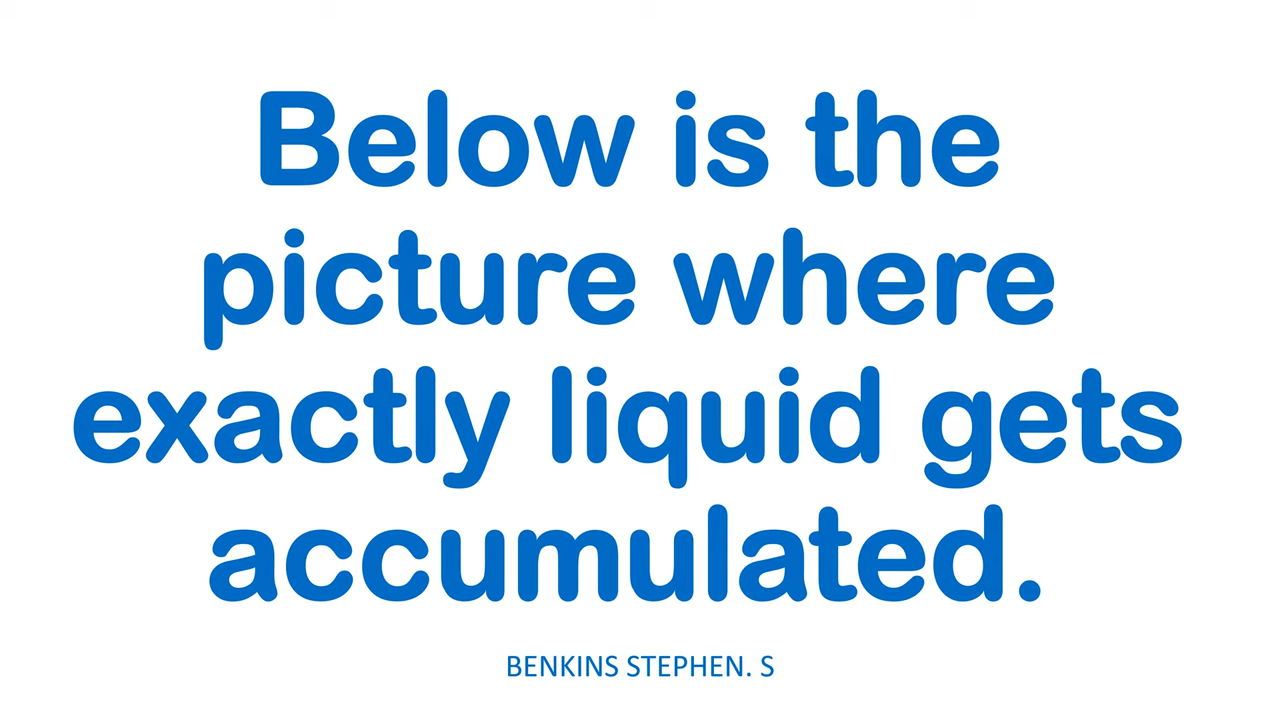 Below is the
picture where
exactly liquid gets
accumulated.
BENKINS STEPHEN. S